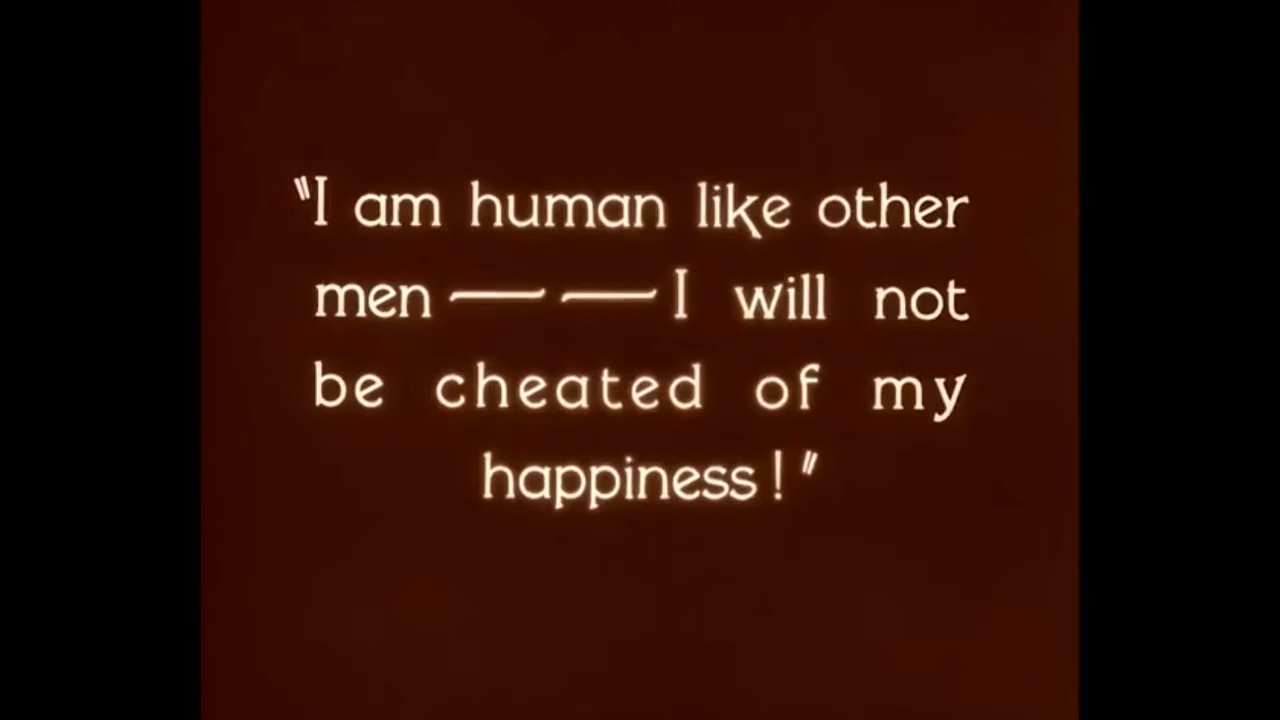 "I am human like other
men — — I will not
be cheated of my
happiness!"